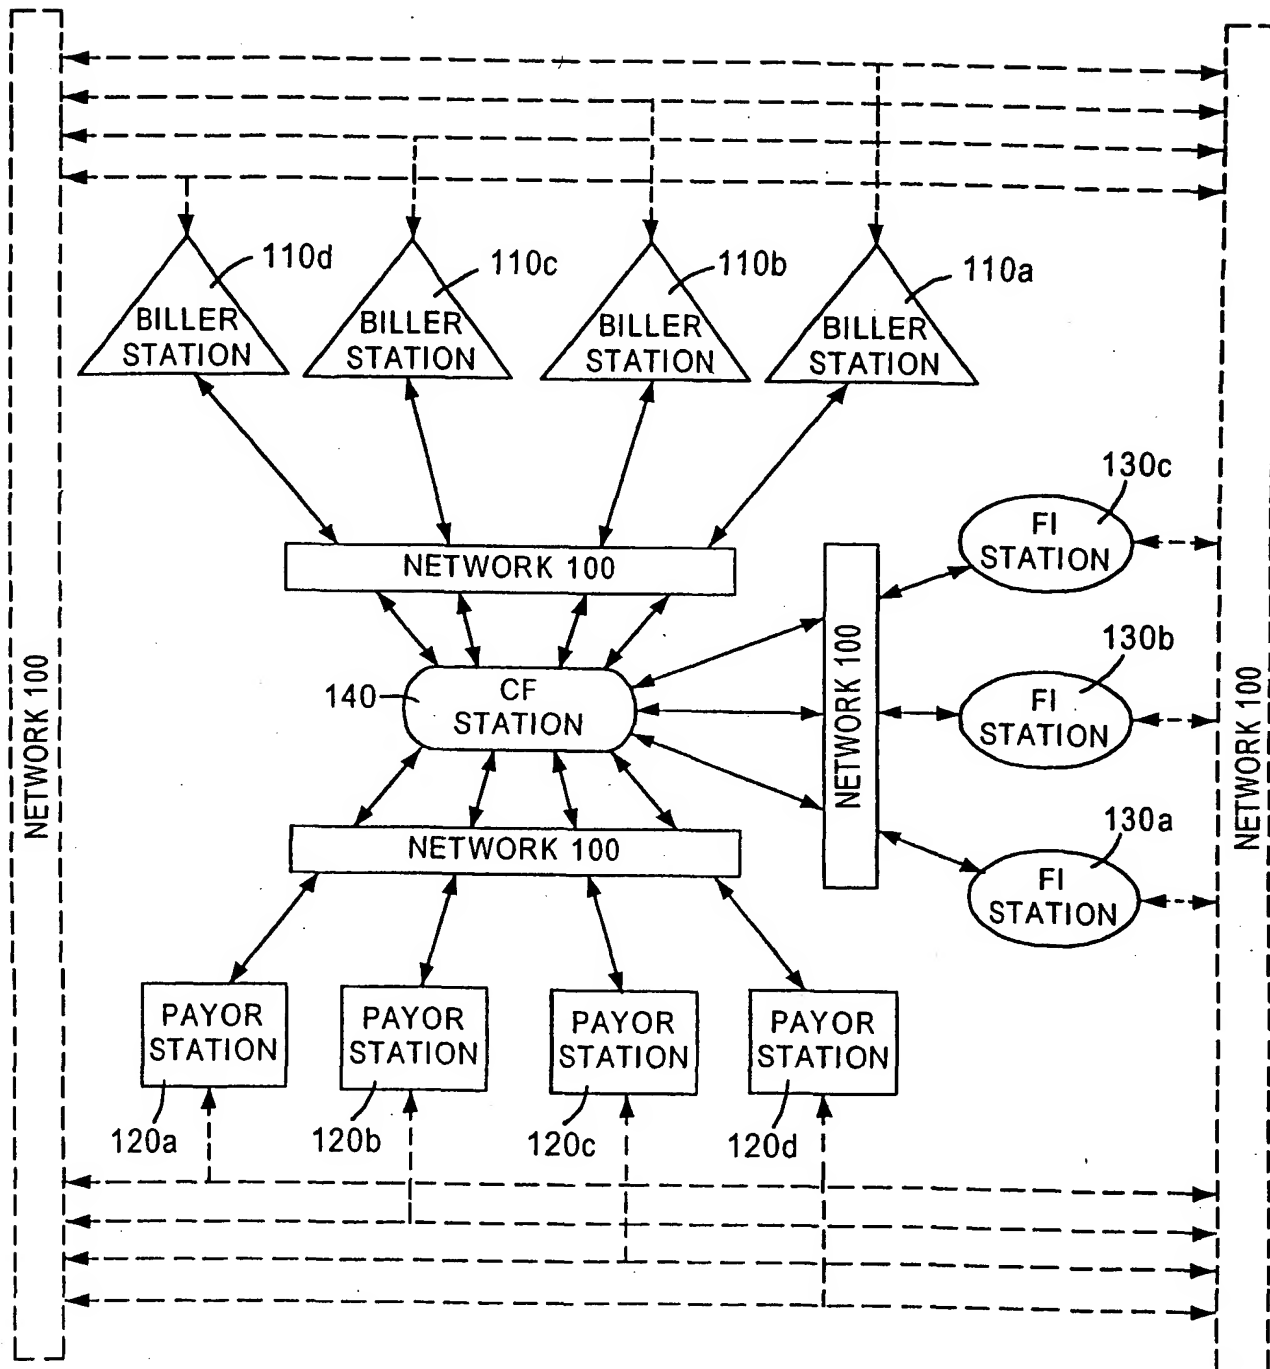 110d
110c
110b
110a
BILLER
STATION
BILLER
STATION
BILLER
STATION
BILLER
STATION
130c
FI
STATION
NETWORK 100
NETWORK 100
130b
FI
STATION
140
CF
STATION
NETWORK 100
NETWORK 100
NETWORK 100
130a
FI
STATION
PAYOR
STATION
PAYOR
STATION
PAYOR
STATION
PAYOR
STATION
120a
120b
120c
120d